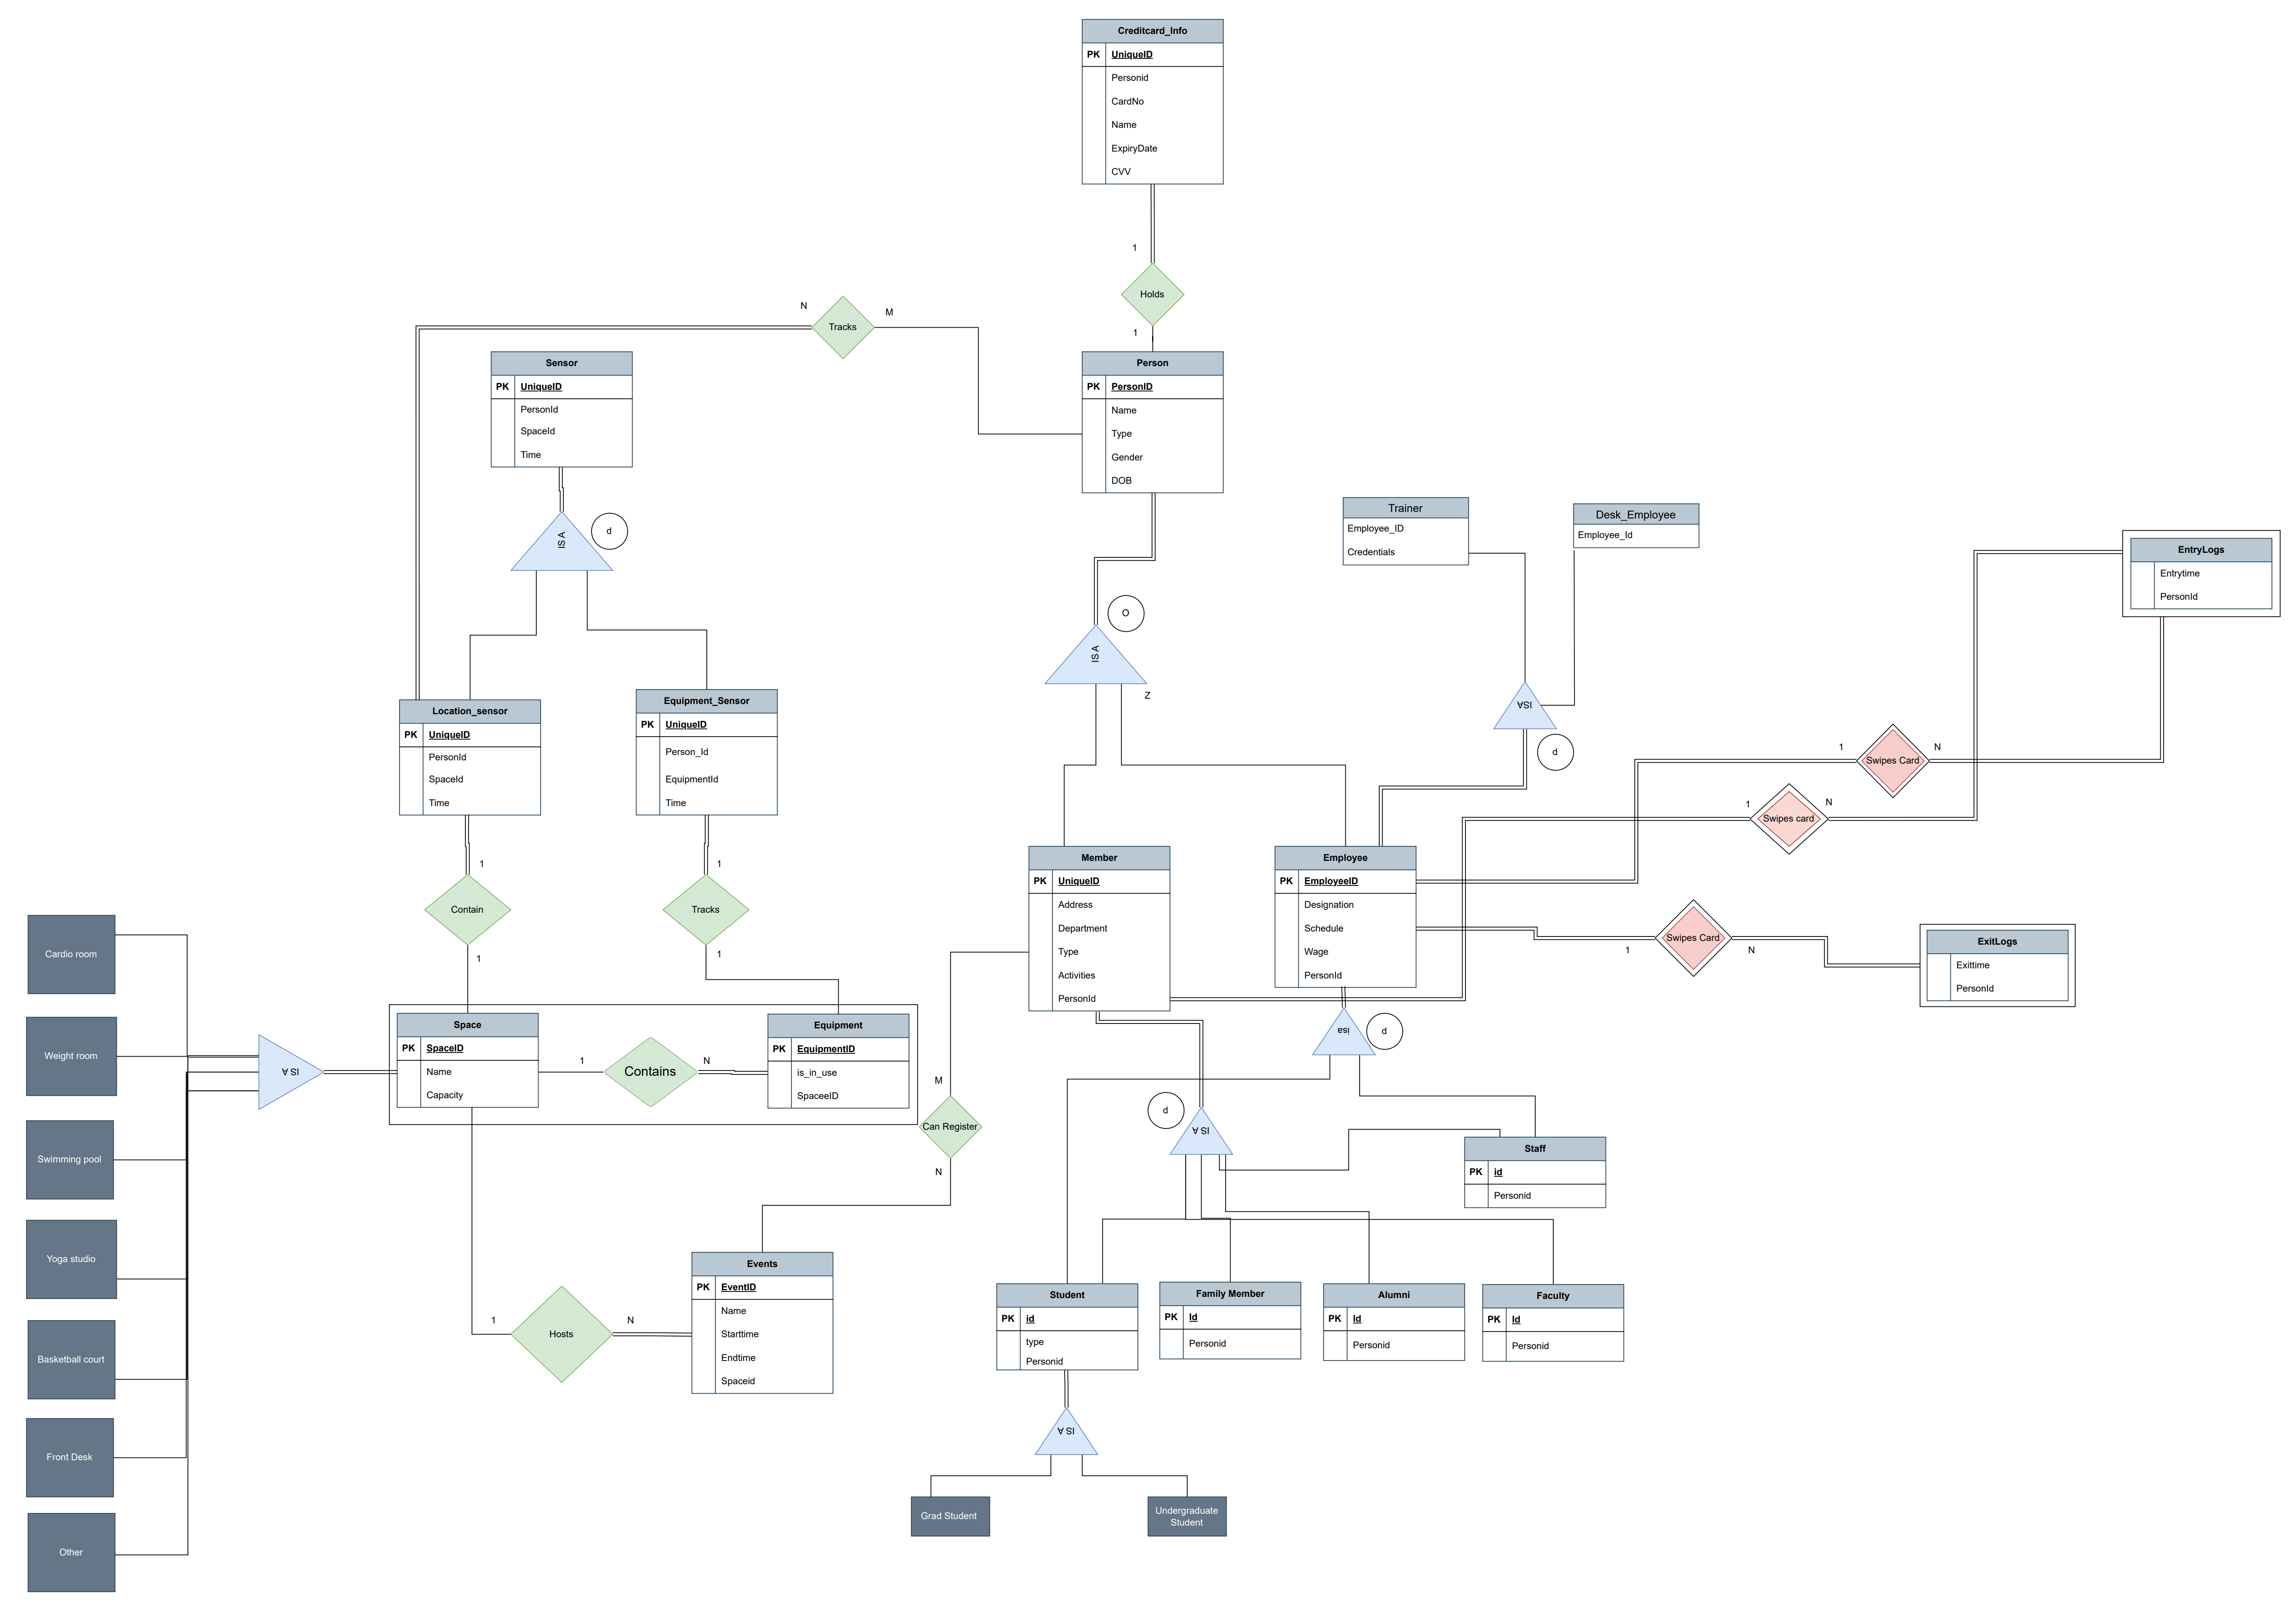 Creditcard_Info
PK UniqueID
Personid
CardNo
Name
ExpiryDate
CVV
1
Holds
1
N
Tracks
M
Sensor
PK UniqueID
PersonId
SpaceId
Time
IS A
d
Person
PK PersonID
Name
Type
Gender
DOB
Trainer
Employee_ID
Credentials
Desk_Employee
Employee_Id
EntryLogs
Entrytime
PersonId
O
IS A
Z
ISA
d
Location_sensor
PK UniqueID
PersonId
SpaceId
Time
Equipment_Sensor
PK UniqueID
Person_Id
EquipmentId
Time
1
Swipes Card
N
1
Swipes card
N
1
Contain
1
1
Tracks
1
Member
PK UniqueID
Address
Department
Type
Activities
PersonId
Employee
PK EmployeeID
Designation
Schedule
Wage
PersonId
1
Swipes Card
N
ExitLogs
Exittime
PersonId
isa
d
Cardio room
Weight room
Swimming pool
Yoga studio
Basketball court
Front Desk
Other
IS A
Space
PK SpaceID
Name
Capacity
1
Contains
N
Equipment
PK EquipmentID
is_in_use
SpaceeID
M
Can Register
N
d
IS A
Staff
PK id
Personid
1
Hosts
N
Events
PK EventID
Name
Starttime
Endtime
Spaceid
Student
PK id
type
Personid
Family Member
PK Id
Personid
Alumni
PK Id
Personid
Faculty
PK Id
Personid
IS A
Grad Student
Undergraduate
Student